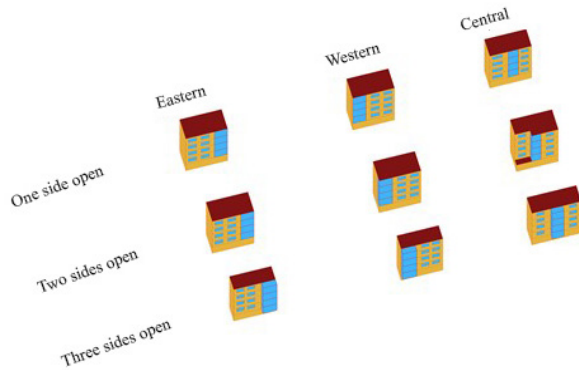 Central
Western
Eastern
One side open
Two sides open
Three sides open